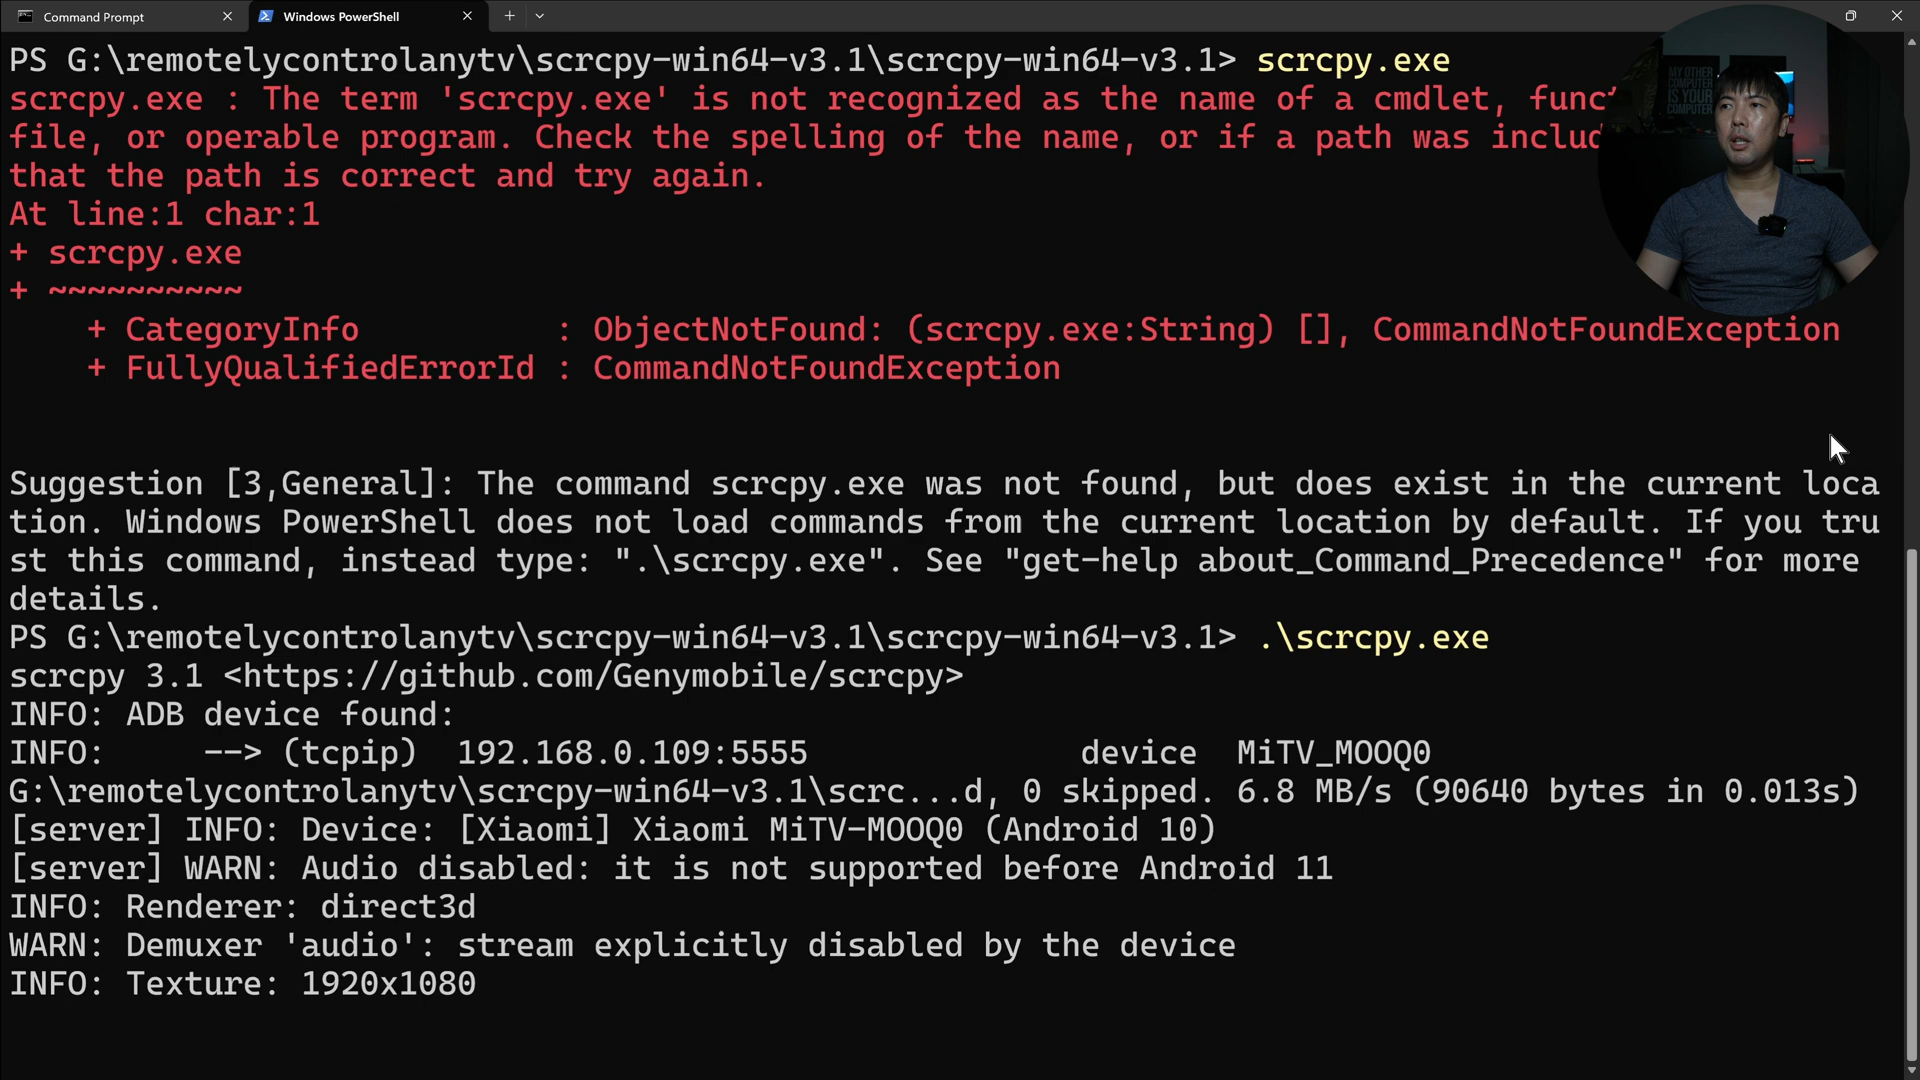 Command Prompt
Windows PowerShell
PS G:\remotelycontrolanytv\scrcpy-win64-v3.1\scrcpy-win64-v3.1> scrcpy.exe
scrcpy.exe : The term 'scrcpy.exe' is not recognized as the name of a cmdlet, funct
file, or operable program. Check the spelling of the name, or if a path was includ
that the path is correct and try again.
At line:1 char:1
+ scrcpy.exe
+ ~~~~~~~~~~
+ CategoryInfo : ObjectNotFound: (scrcpy.exe:String) [], CommandNotFoundException
+ FullyQualifiedErrorId : CommandNotFoundException
MY OTHER
COMPUTER
IS YOUR
COMPUTER
Suggestion [3,General]: The command scrcpy.exe was not found, but does exist in the current loca
tion. Windows PowerShell does not load commands from the current location by default. If you tru
st this command, instead type: ".\scrcpy.exe". See "get-help about_Command_Precedence" for more
details.
PS G:\remotelycontrolanytv\scrcpy-win64-v3.1\scrcpy-win64-v3.1> .\scrcpy.exe
scrcpy 3.1 <https://github.com/Genymobile/scrcpy>
INFO: ADB device found:
INFO: --> (tcpip) 192.168.0.109:5555 device MiTV_MOOQ0
G:\remotelycontrolanytv\scrcpy-win64-v3.1\scrc...d, 0 skipped. 6.8 MB/s (90640 bytes in 0.013s)
[server] INFO: Device: [Xiaomi] Xiaomi MiTV-MOOQ0 (Android 10)
[server] WARN: Audio disabled: it is not supported before Android 11
INFO: Renderer: direct3d
WARN: Demuxer 'audio': stream explicitly disabled by the device
INFO: Texture: 1920x1080